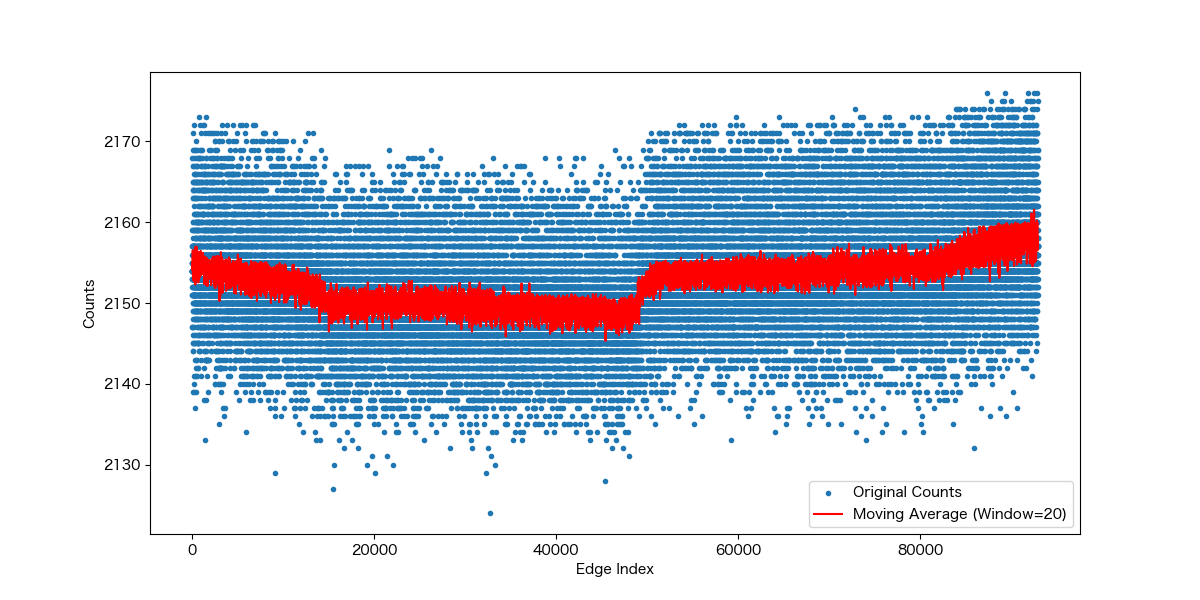 2170
2160
2150
2140
2130
Counts
0
20000
40000
60000
80000
Edge Index
Original Counts
Moving Average (Window=20)